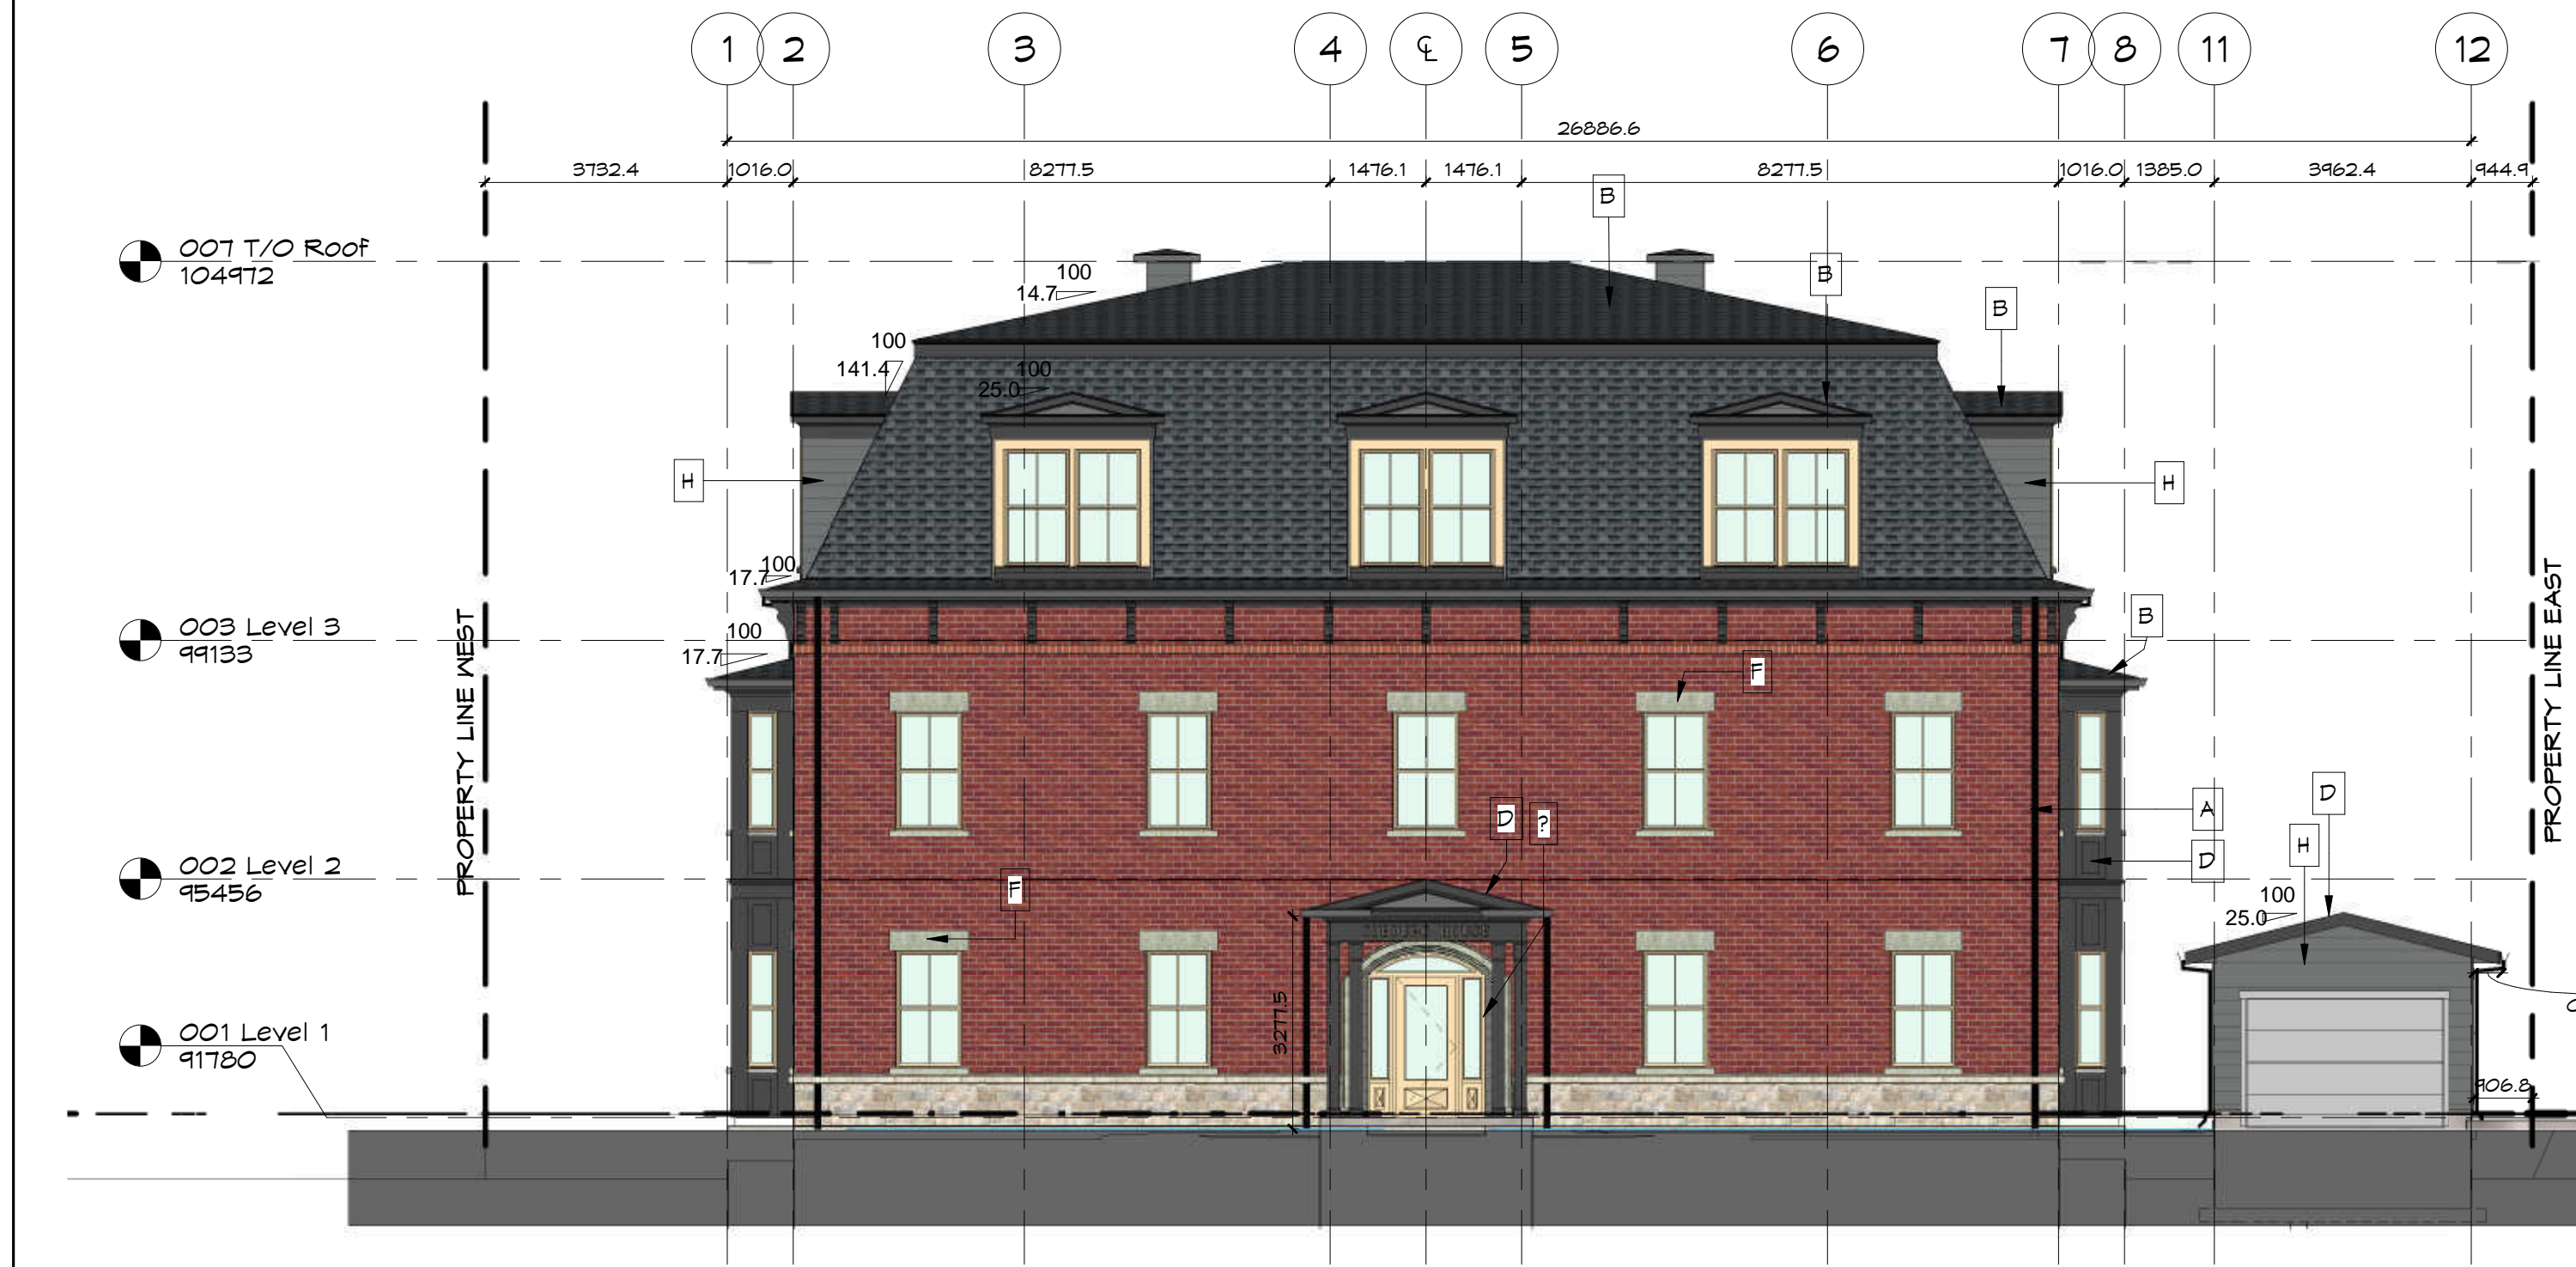 1 2 3 4 ℄ 5 6 7 8 11 12
26886.6
3732.4 1016.0 8277.5 1476.1 1476.1 8277.5 1016.0 1385.0 3962.4 944.9
B
007 T/O Roof
104972
100
14.7
B
B
100
141.4
100
25.0
H
H
100
17.7
003 Level 3
99133
100
17.7
B
F
PROPERTY LINE WEST
PROPERTY LINE EAST
D
?
A
D
D
H
002 Level 2
95456
F
100
25.0
001 Level 1
91780
3277.5
906.8